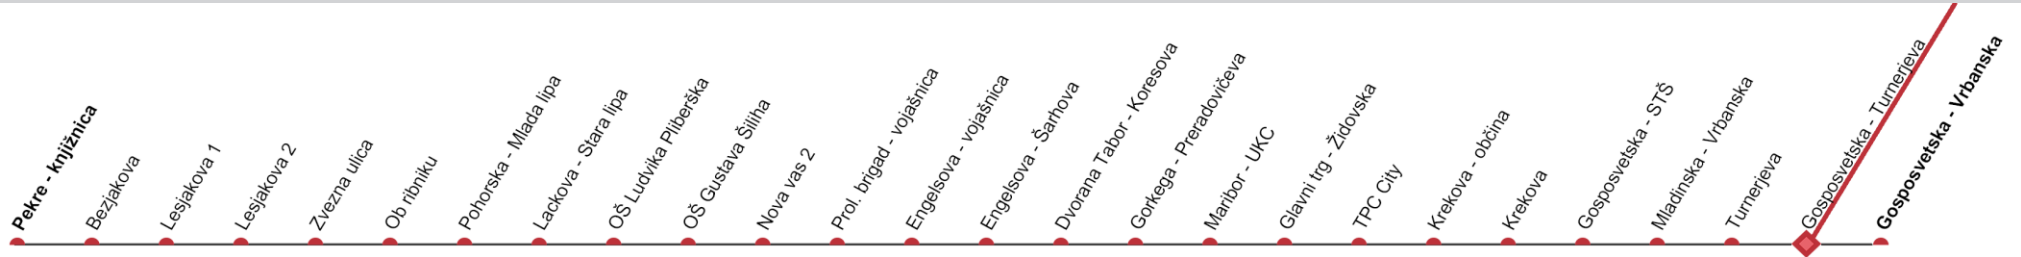 Pekre - knjižnica
Bezjakova
Lesjakova 1
Lesjakova 2
Zvezna ulica
Ob ribniku
Pohorska - Mlada lipa
Lackova - Stara lipa
OŠ Ludvika Pliberška
OŠ Gustava Šiliha
Nova vas 2
Prol. brigad - vojašnica
Engelsova - vojašnica
Engelsova - Šarhova
Dvorana Tabor - Koresova
Gorkega - Preradovičeva
Maribor - UKC
Glavni trg - Židovska
TPC City
Krekova - občina
Krekova
Gosposvetska - STŠ
Mladinska - Vrbanska
Turnerjeva
Gosposvetska - Turnerjeva
Gosposvetska - Vrbanska